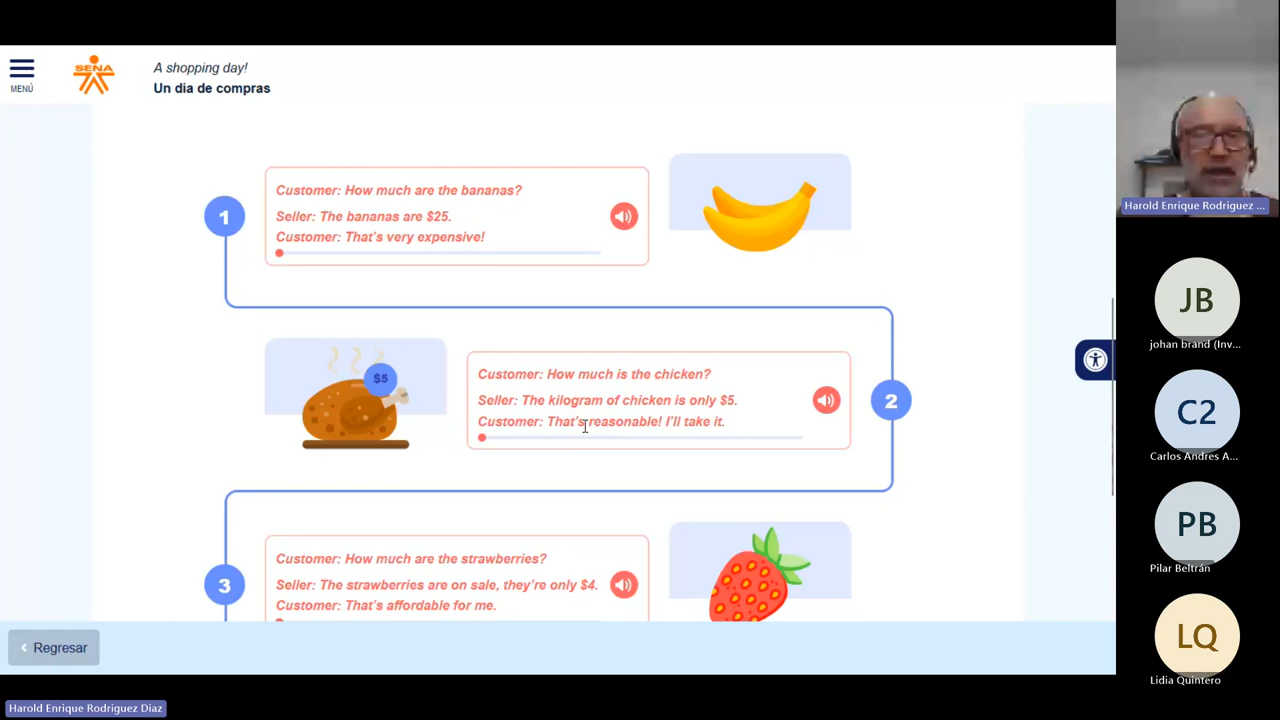 MENÚ
SENA
A shopping day!
Un día de compras
1
Customer: How much are the bananas?
Seller: The bananas are $25.
Customer: That's very expensive!
$5
Customer: How much is the chicken?
Seller: The kilogram of chicken is only $5.
Customer: That's reasonable! I'll take it.
2
3
Customer: How much are the strawberries?
Seller: The strawberries are on sale, they're only $4.
Customer: That's affordable for me.
Regresar
Harold Enrique Rodriguez Diaz
Harold Enrique Rodriguez ...
JB
johan brand (Inv...
C2
Carlos Andres A...
PB
Pilar Beltrán
LQ
Lidia Quintero